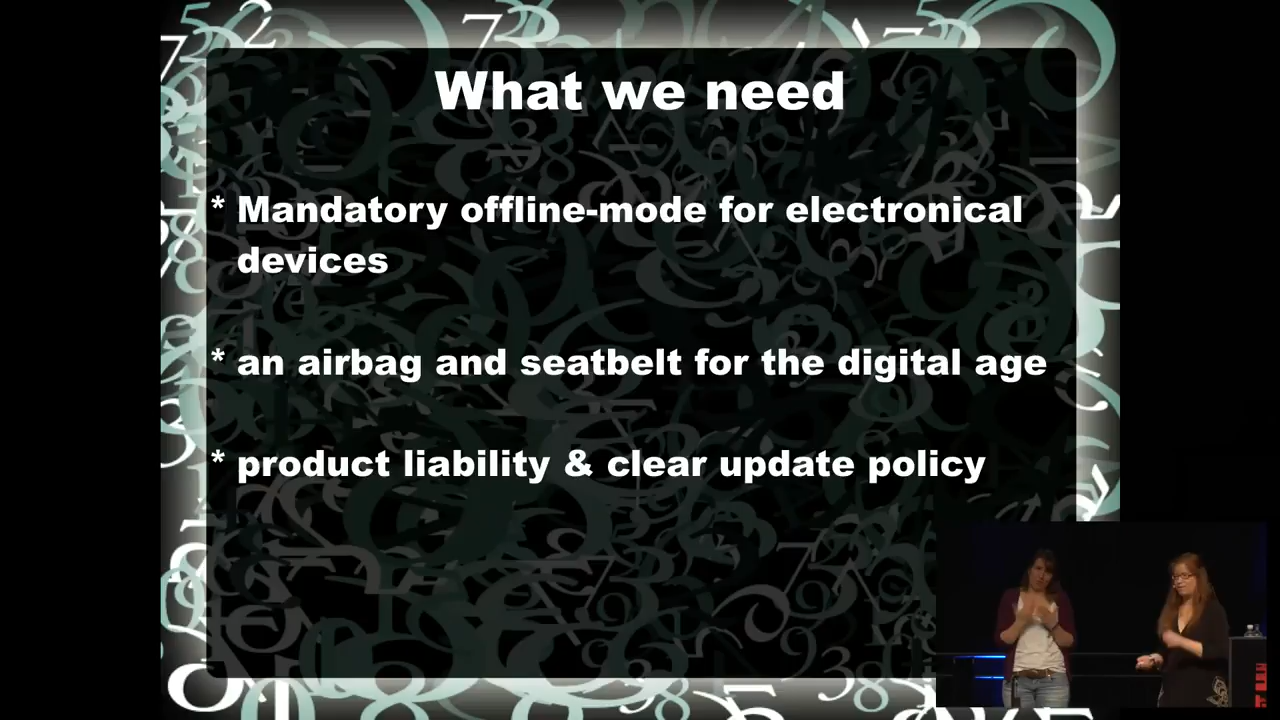 What we need
* Mandatory offline-mode for electronical
devices
* an airbag and seatbelt for the digital age
* product liability & clear update policy